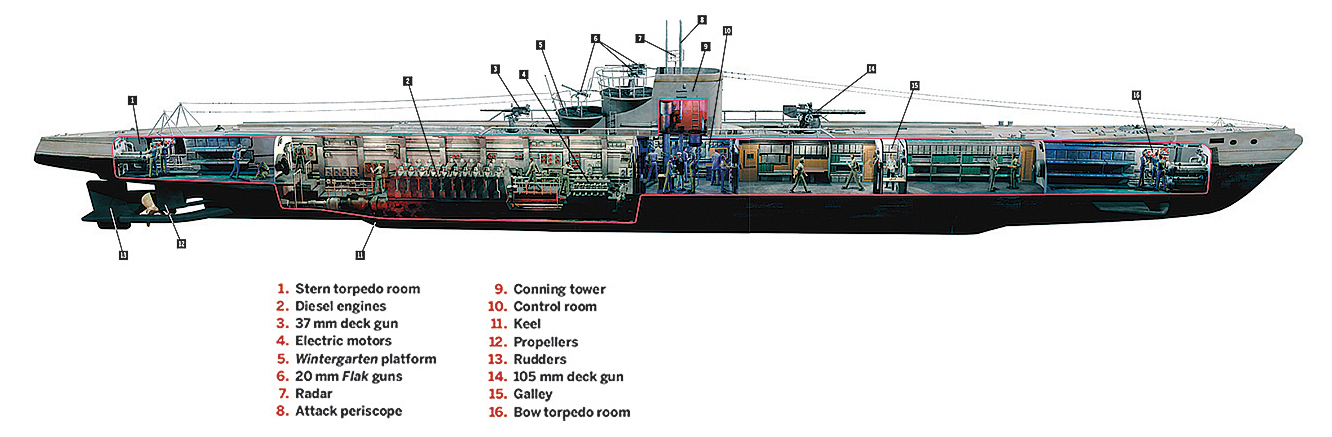 8
10
7
6
5
9
3
4
14
2
15
1
16
12
13
11
1. Stern torpedo room
2. Diesel engines
3. 37 mm deck gun
4. Electric motors
5. Wintergarten platform
6. 20 mm Flak guns
7. Radar
8. Attack periscope
9. Conning tower
10. Control room
11. Keel
12. Propellers
13. Rudders
14. 105 mm deck gun
15. Galley
16. Bow torpedo room